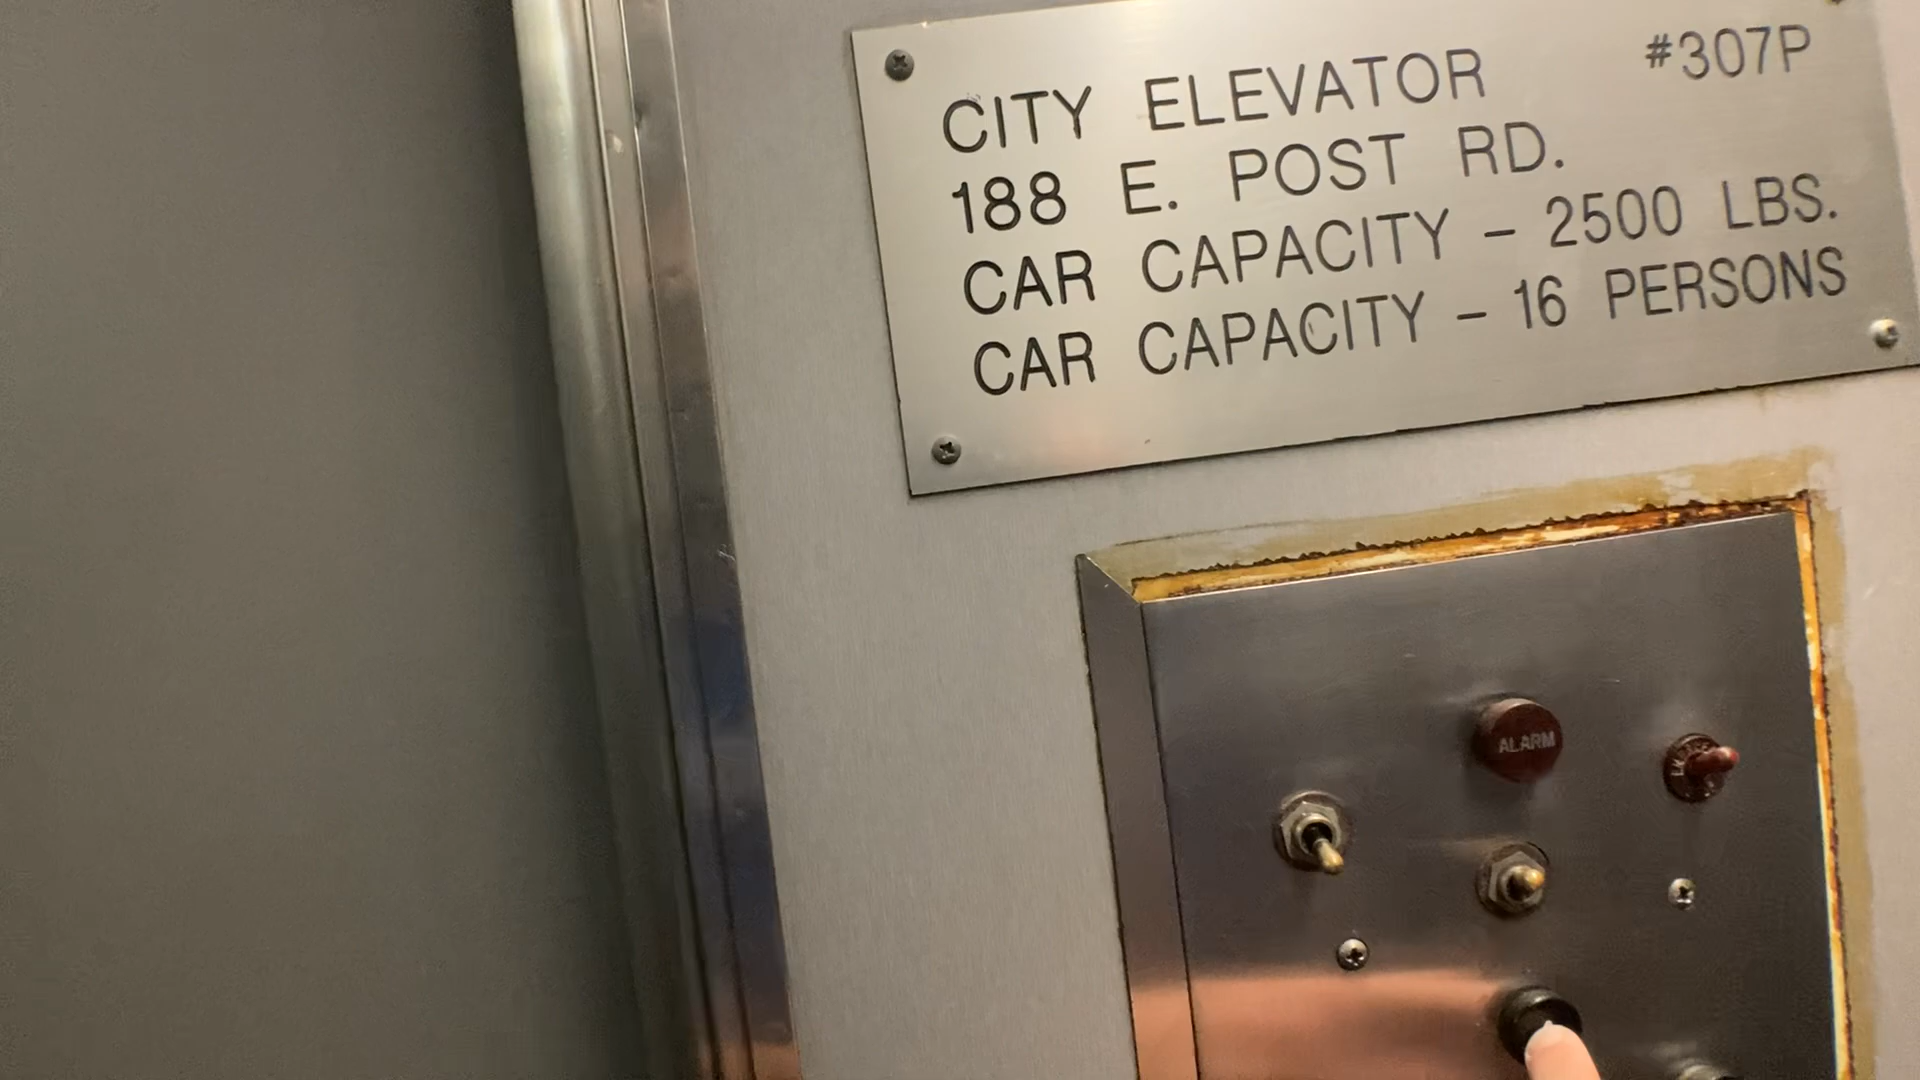 CITY ELEVATOR #307P
188 E. POST RD.
CAR CAPACITY - 2500 LBS.
CAR CAPACITY - 16 PERSONS
ALARM